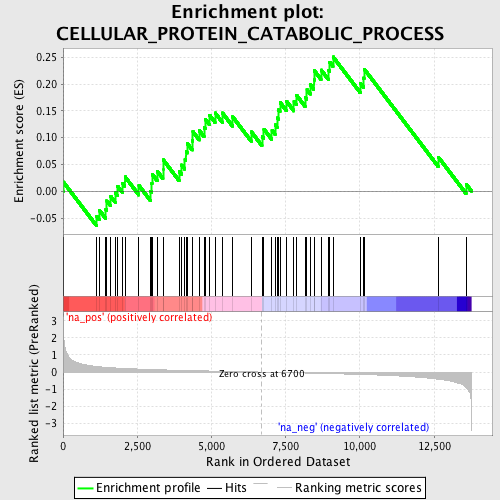 Enrichment plot:
CELLULAR_PROTEIN_CATABOLIC_PROCESS
Enrichment score (ES)
0.25
0.20
0.15
0.10
0.05
0.00
-0.05
'na_pos' (positively correlated)
Ranked list metric (PreRanked)
3
2
1
0
-1
-2
-3
Zero cross at 6700
'na_neg' (negatively correlated)
0
2,500
5,000
7,500
10,000
12,500
Rank in Ordered Dataset
Enrichment profile
Hits
Ranking metric scores